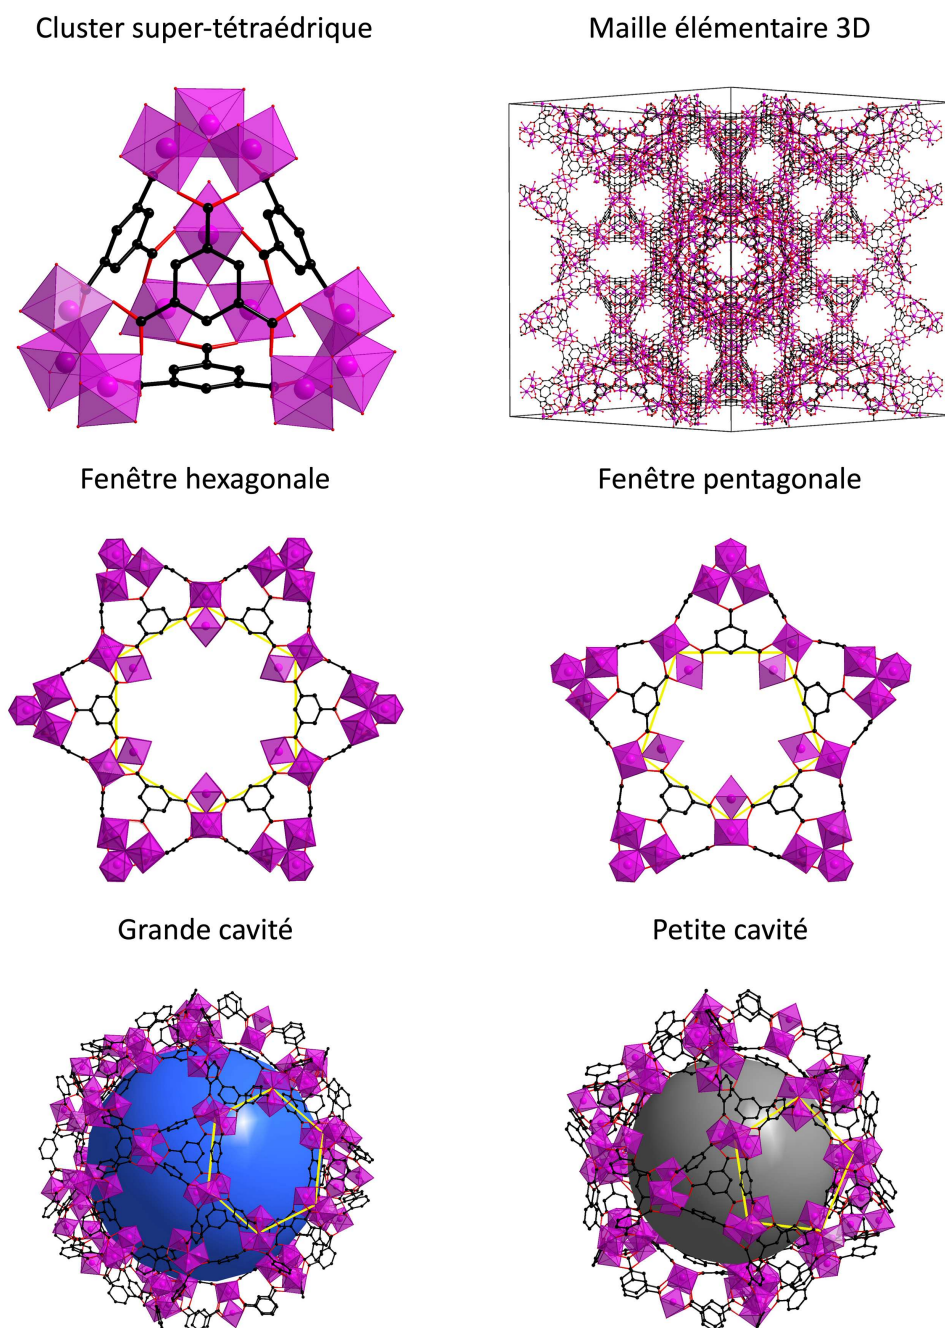 Cluster super-tétraédrique
Maille élémentaire 3D
Fenêtre hexagonale
Fenêtre pentagonale
Grande cavité
Petite cavité